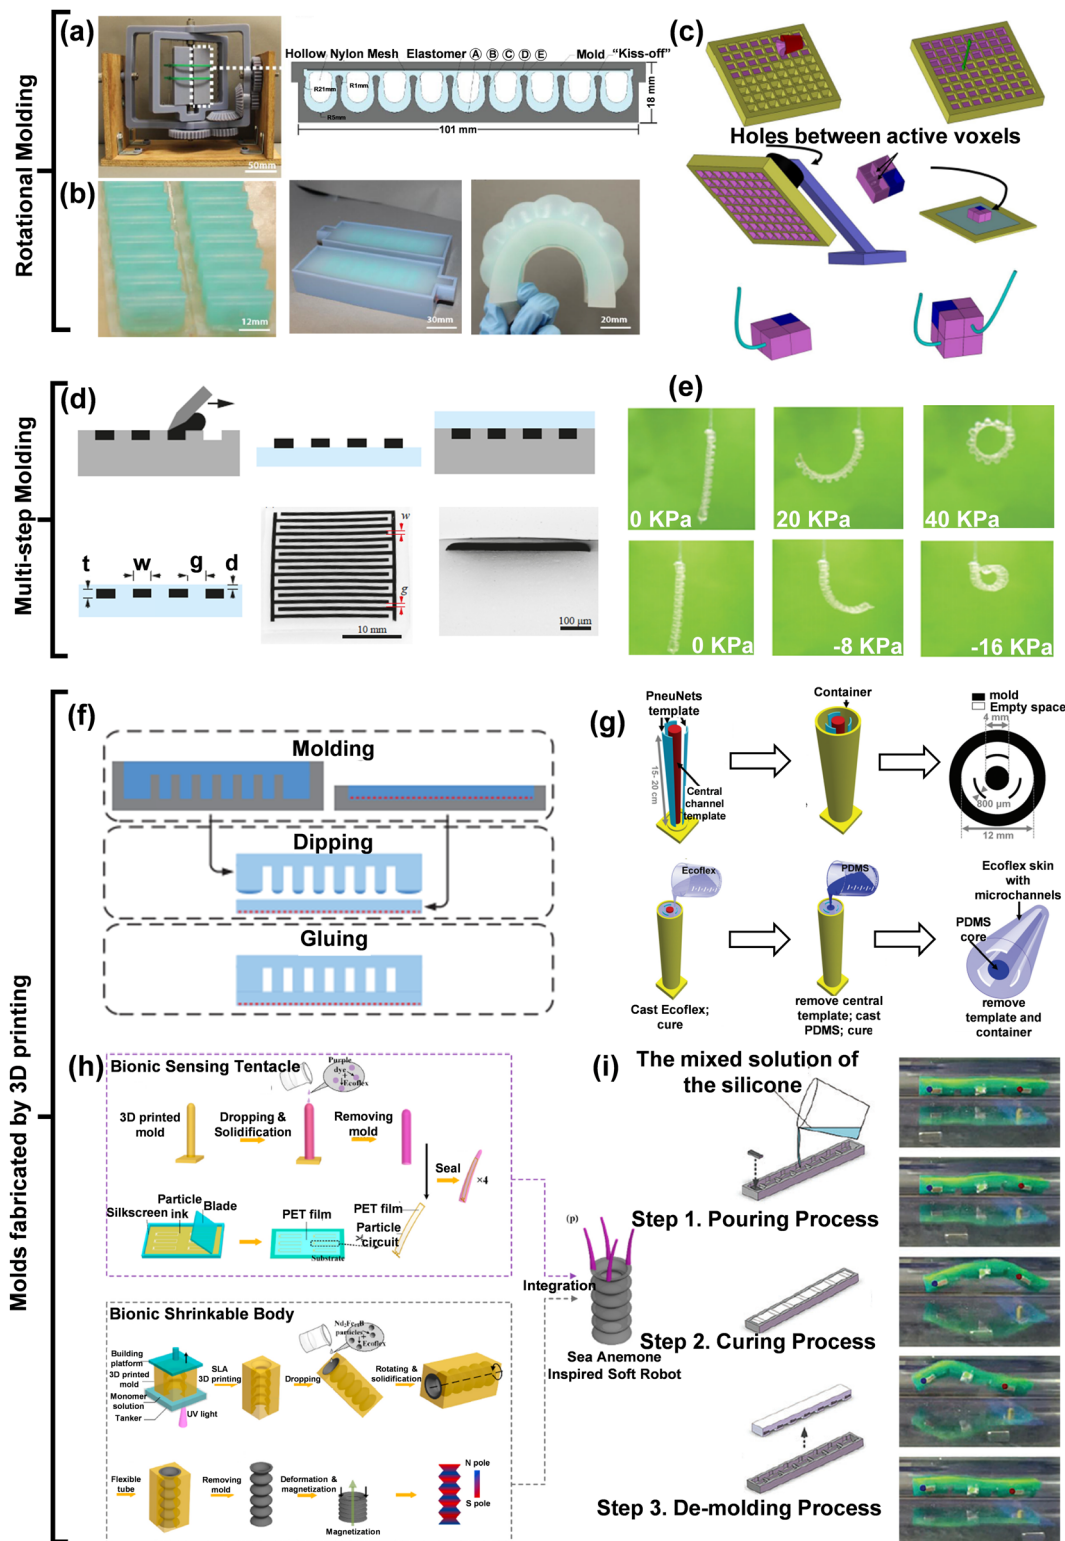 Rotational Molding
(a)
50mm
Hollow Nylon Mesh Elastomer A B C D E Mold "Kiss-off"
R21mm
R1mm
R5mm
18 mm
101 mm
(b)
12mm
30mm
20mm
(c)
Holes between active voxels
Multi-step Molding
(d)
t w g d
w
g
10 mm
100 μm
(e)
0 KPa
20 KPa
40 KPa
0 KPa
-8 KPa
-16 KPa
Molds fabricated by 3D printing
(f)
Molding
Dipping
Gluing
(g)
PneuNets
template
15- 20 cm
Central
channel
template
Container
mold
Empty space
4 mm
800 μm
12 mm
Ecoflex
Cast Ecoflex;
cure
PDMS
remove central
template; cast
PDMS; cure
Ecoflex skin
with
microchannels
PDMS
core
remove
template and
container
(h)
Bionic Sensing Tentacle
Purple
dye
+
Ecoflex
3D printed
mold
Dropping &
Solidification
Removing
mold
Seal
×4
Silkscreen
Particle
ink
Blade
PET film
Substrate
PET film
Particle
circuit
(p)
Integration
Sea Anemone
Inspired Soft Robot
Bionic Shrinkable Body
Building
platform
3D printed
mold
Monomer
solution
Tanker
UV light
SLA
3D printing
Nd₂Fe₁₄B
particles
+
Ecoflex
Dropping
Rotating &
solidification
Flexible
tube
Removing
mold
Deformation &
magnetization
Magnetization
N pole
S pole
(i)
The mixed solution of
the silicone
Step 1. Pouring Process
Step 2. Curing Process
Step 3. De-molding Process